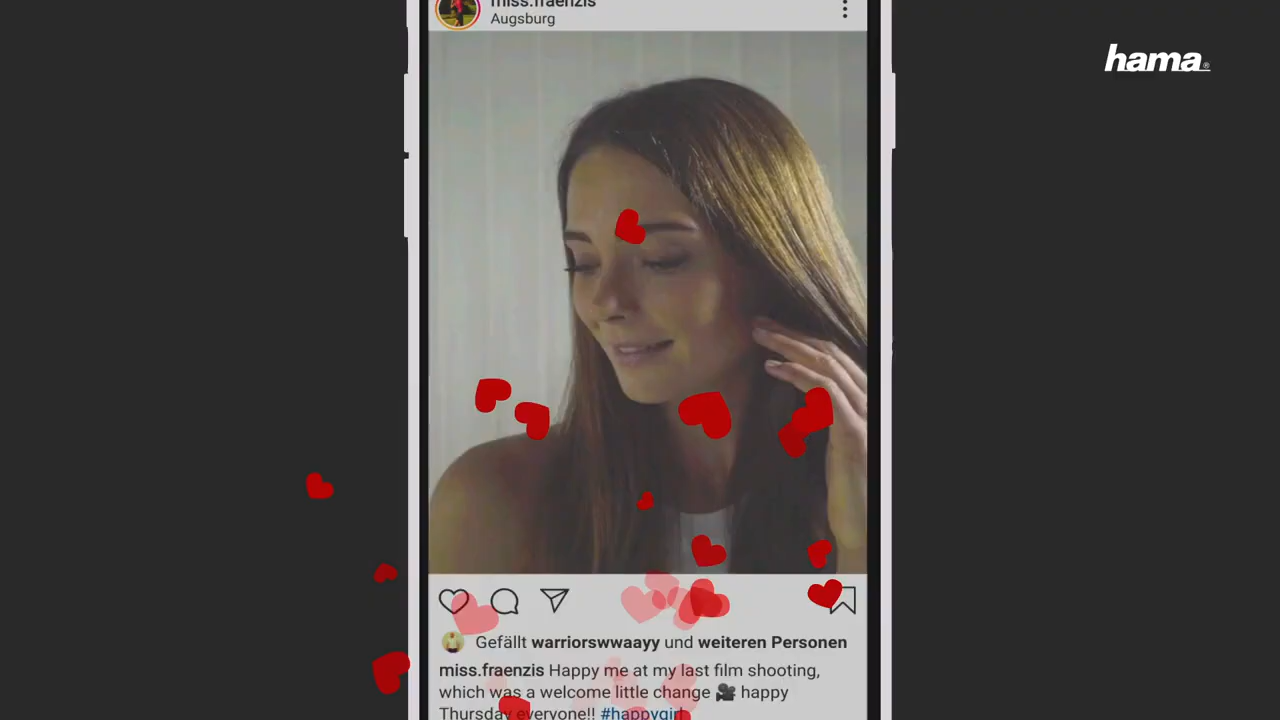 miss.fraenzis
Augsburg
hama®
Gefällt warriorswwaayy und weiteren Personen
miss.fraenzis Happy me at my last film shooting,
which was a welcome little change 🎥 happy
Thursday everyone!! #happygirl